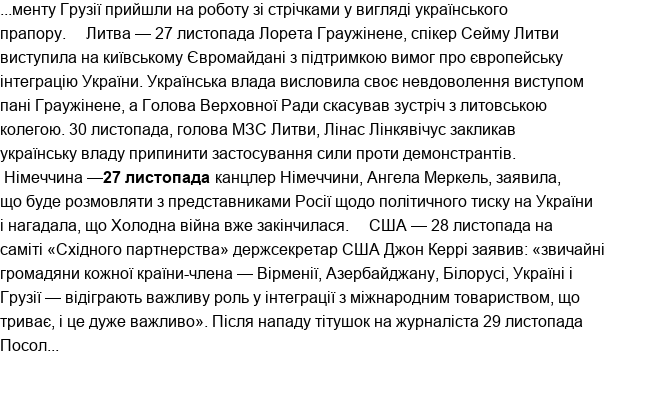 ...менту Грузії прийшли на роботу зі стрічками у вигляді українського
прапору. Литва — 27 листопада Лорета Граужінене, спікер Сейму Литви
виступила на київському Євромайдані з підтримкою вимог про європейську
інтеграцію України. Українська влада висловила своє невдоволення виступом
пані Граужінене, а Голова Верховної Ради скасував зустріч з литовською
колегою. 30 листопада, голова МЗС Литви, Лінас Лінкявічус закликав
українську владу припинити застосування сили проти демонстрантів.
Німеччина —27 листопада канцлер Німеччини, Ангела Меркель, заявила,
що буде розмовляти з представниками Росії щодо політичного тиску на України
і нагадала, що Холодна війна вже закінчилася. США — 28 листопада на
саміті «Східного партнерства» держсекретар США Джон Керрі заявив: «звичайні
громадяни кожної країни-члена — Вірменії, Азербайджану, Білорусі, Україні і
Грузії — відіграють важливу роль у інтеграції з міжнародним товариством, що
триває, і це дуже важливо». Після нападу тітушок на журналіста 29 листопада
Посол...